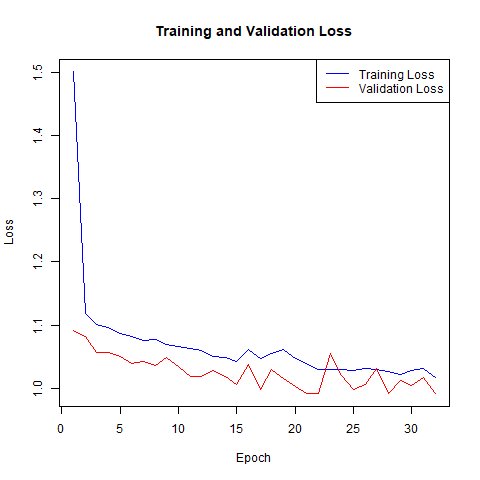 Training and Validation Loss
Training Loss
Validation Loss
Loss
1.5
1.4
1.3
1.2
1.1
1.0
0 5 10 15 20 25 30
Epoch